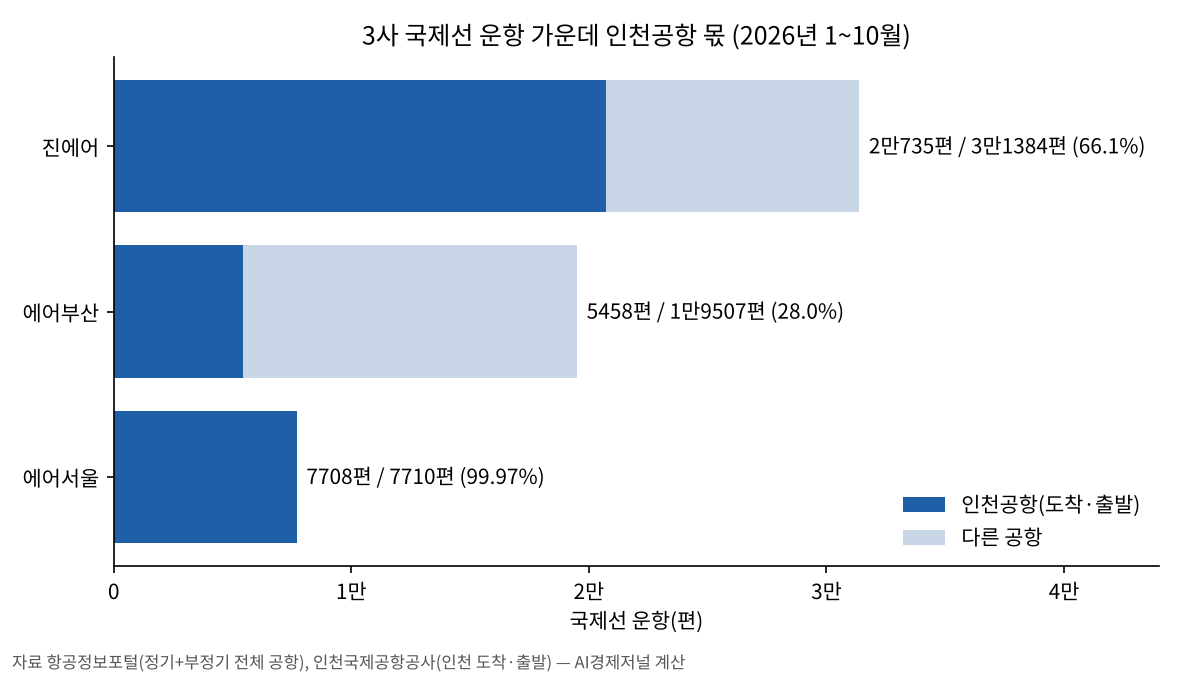 3사 국제선 운항 가운데 인천공항 몫 (2026년 1~10월)
진에어
2만735편 / 3만1384편 (66.1%)
에어부산
5458편 / 1만9507편 (28.0%)
에어서울
7708편 / 7710편 (99.97%)
인천공항(도착·출발)
다른 공항
0
1만
2만
3만
4만
국제선 운항(편)
자료 항공정보포털(정기+부정기 전체 공항), 인천국제공항공사(인천 도착·출발) — AI경제저널 계산